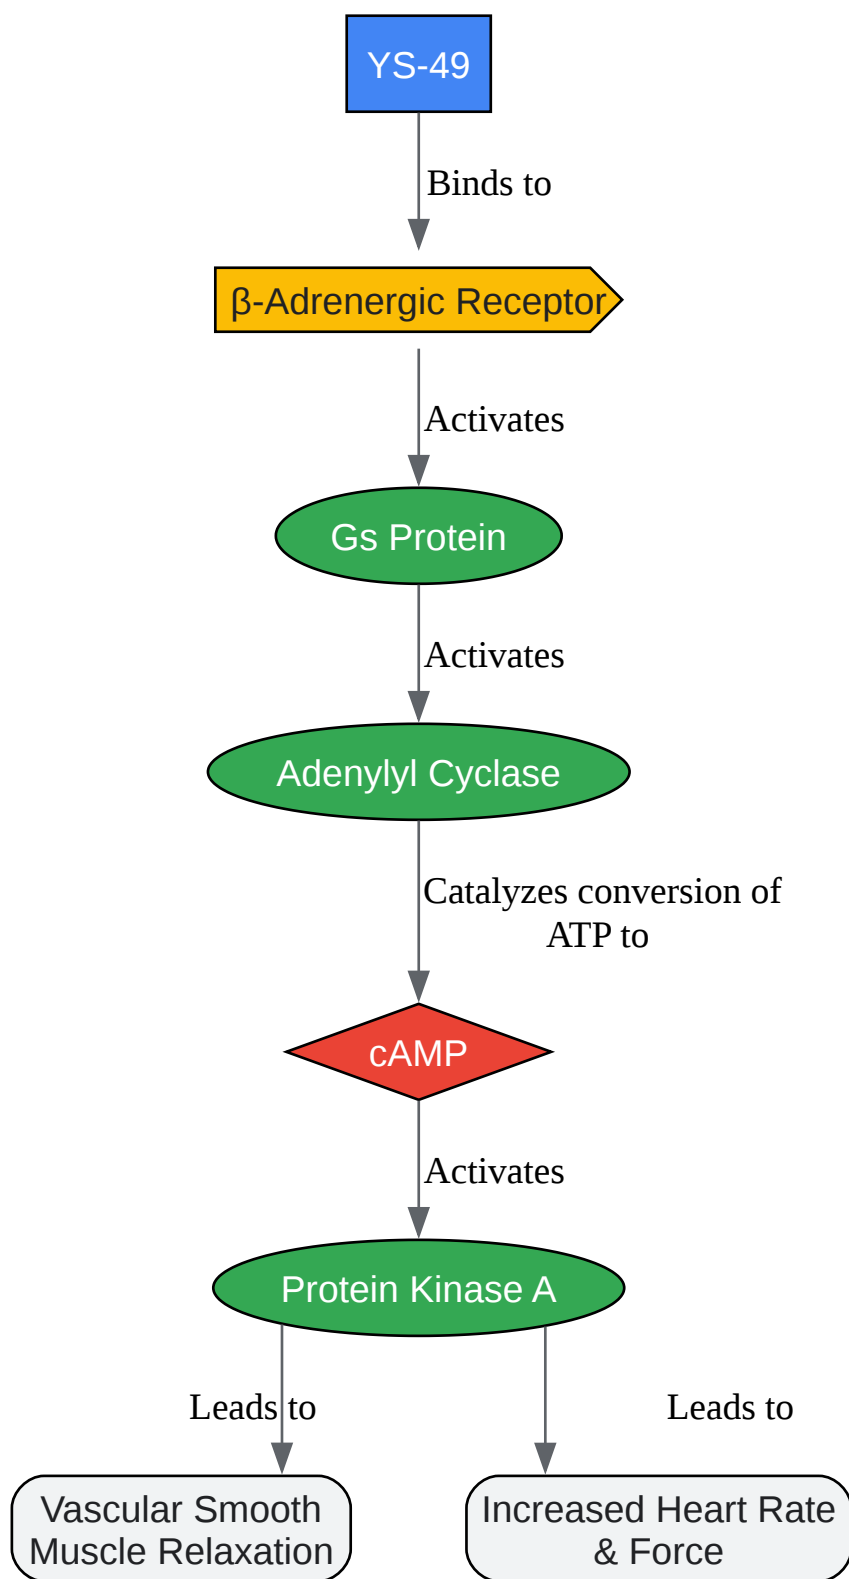 YS-49
Binds to
β-Adrenergic Receptor
Activates
Gs Protein
Activates
Adenylyl Cyclase
Catalyzes conversion of
ATP to
cAMP
Activates
Protein Kinase A
Leads to
Leads to
Vascular Smooth
Muscle Relaxation
Increased Heart Rate
& Force